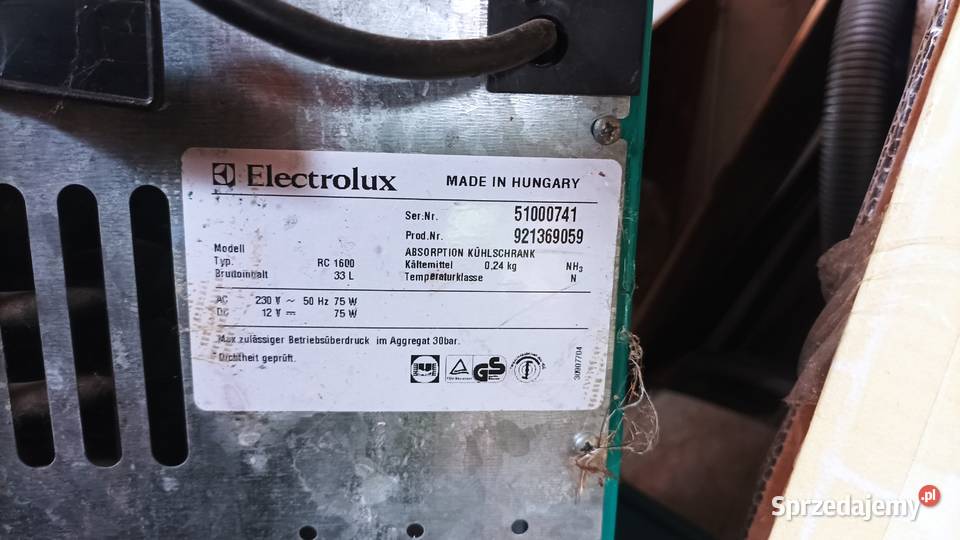 Electrolux MADE IN HUNGARY
Ser.Nr. 51000741
Prod.Nr. 921369059
Modell ABSORPTION KÜHLSCHRANK
Typ. RC 1600 Kältemittel 0,24 kg NH3
Bruttoinhalt 33 L Temperaturklasse N
AC 230 V ~ 50 Hz 75 W
DC 12 V 75 W
Max zulässiger Betriebsüberdruck im Aggregat 30bar.
Dichtheit geprüft.
GS
30907704
Sprzedajemy.pl